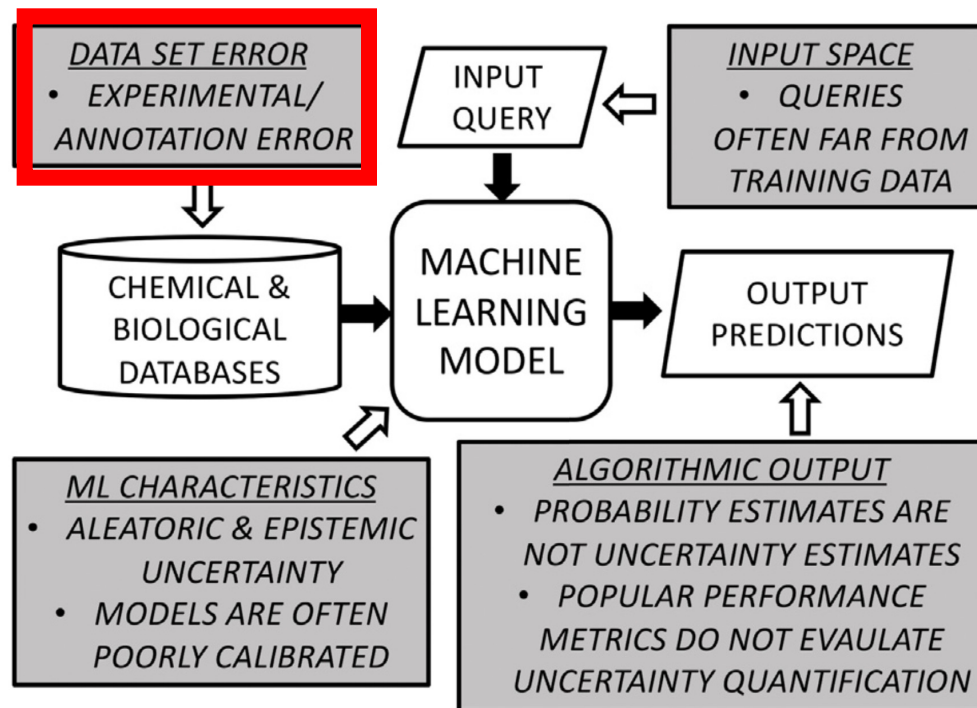 DATA SET ERROR
• EXPERIMENTAL/
ANNOTATION ERROR
INPUT
QUERY
INPUT SPACE
• QUERIES
OFTEN FAR FROM
TRAINING DATA
CHEMICAL &
BIOLOGICAL
DATABASES
MACHINE
LEARNING
MODEL
OUTPUT
PREDICTIONS
ML CHARACTERISTICS
• ALEATORIC & EPISTEMIC
UNCERTAINTY
• MODELS ARE OFTEN
POORLY CALIBRATED
ALGORITHMIC OUTPUT
• PROBABILITY ESTIMATES ARE
NOT UNCERTAINTY ESTIMATES
• POPULAR PERFORMANCE
METRICS DO NOT EVAULATE
UNCERTAINTY QUANTIFICATION